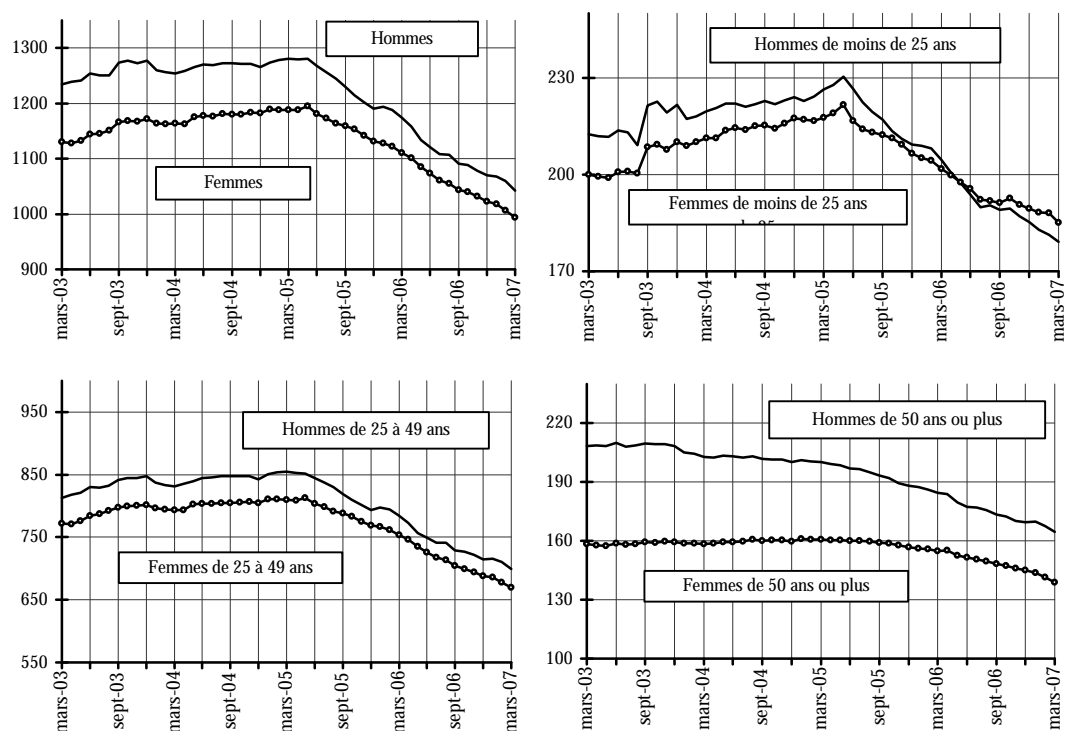 1300
1200
1100
1000
900
Hommes
Femmes
mars-03
sept-03
mars-04
sept-04
mars-05
sept-05
mars-06
sept-06
mars-07
230
200
170
Hommes de moins de 25 ans
Femmes de moins de 25 ans
mars-03
sept-03
mars-04
sept-04
mars-05
sept-05
mars-06
sept-06
mars-07
950
850
750
650
550
Hommes de 25 à 49 ans
Femmes de 25 à 49 ans
mars-03
sept-03
mars-04
sept-04
mars-05
sept-05
mars-06
sept-06
mars-07
220
190
160
130
100
Hommes de 50 ans ou plus
Femmes de 50 ans ou plus
mars-03
sept-03
mars-04
sept-04
mars-05
sept-05
mars-06
sept-06
mars-07